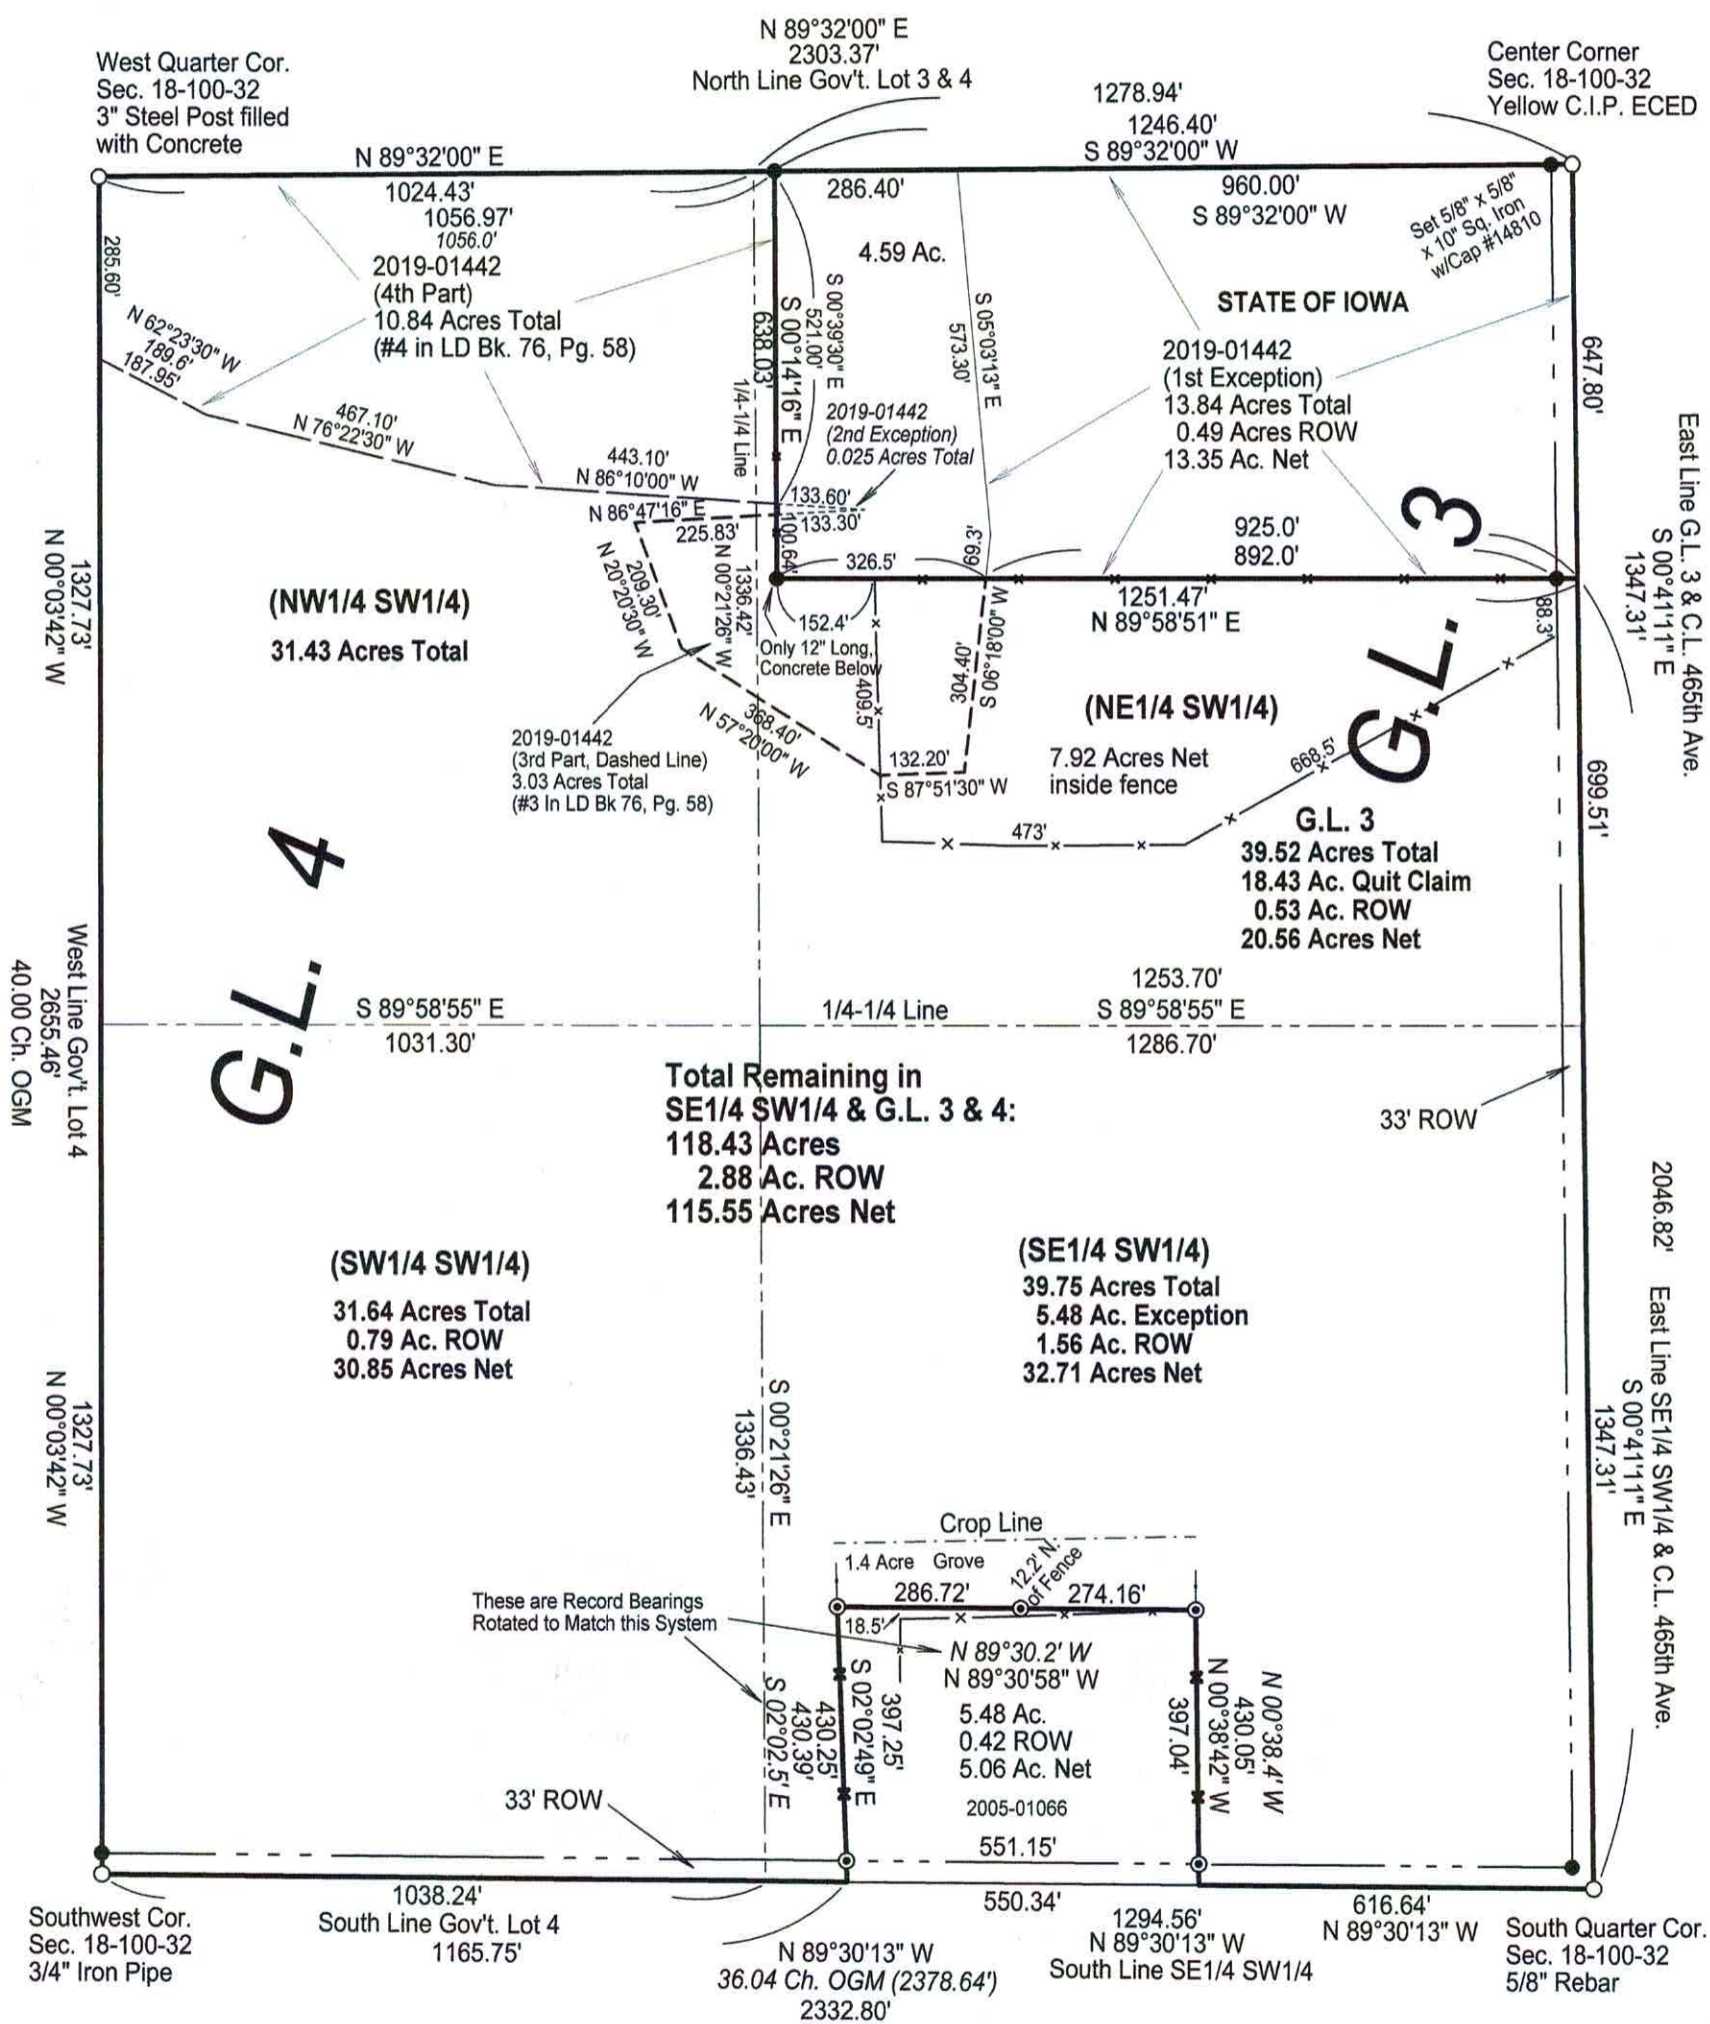 N 89°32'00" E
2303.37'
North Line Gov't. Lot 3 & 4
West Quarter Cor.
Sec. 18-100-32
3" Steel Post filled
with Concrete
Center Corner
Sec. 18-100-32
Yellow C.I.P. ECED
1278.94'
1246.40'
S 89°32'00" W
N 89°32'00" E
1024.43'
1056.97'
1056.0'
286.40'
960.00'
S 89°32'00" W
Set 5/8" x 5/8"
x 10" Sq. Iron
w/Cap #14810
285.60'
2019-01442
(4th Part)
10.84 Acres Total
(#4 in LD Bk. 76, Pg. 58)
4.59 Ac.
STATE OF IOWA
2019-01442
(1st Exception)
13.84 Acres Total
0.49 Acres ROW
13.35 Ac. Net
N 62°23'30" W
189.6'
187.95'
467.10'
N 76°22'30" W
443.10'
N 86°10'00" W
638.03'
S 00°14'16" E
521.00'
S 00°39'30" E
S 05°03'13" E
573.30'
1/4-1/4 Line
2019-01442
(2nd Exception)
0.025 Acres Total
647.80'
East Line G.L. 3 & C.L. 465th Ave.
S 00°41'11" E
1347.31'
133.60'
133.30'
N 86°47'16" E
225.83'
100.64'
69.3'
925.0'
892.0'
326.5'
1251.47'
N 89°58'51" E
88.3'
209.30'
N 20°20'30" W
1336.42'
N 00°21'26" W
152.4'
Only 12" Long,
Concrete Below
409.5'
S 06°18'00" W
304.40'
N 00°03'42" W
1327.73'
(NW1/4 SW1/4)
31.43 Acres Total
G.L. 3
(NE1/4 SW1/4)
7.92 Acres Net
inside fence
368.40'
N 57°20'00" W
2019-01442
(3rd Part, Dashed Line)
3.03 Acres Total
(#3 In LD Bk 76, Pg. 58)
132.20'
S 87°51'30" W
668.5'
473'
699.51'
G.L. 3
39.52 Acres Total
18.43 Ac. Quit Claim
0.53 Ac. ROW
20.56 Acres Net
G.L. 4
West Line Gov't. Lot 4
2655.46'
40.00 Ch. OGM
S 89°58'55" E
1031.30'
1/4-1/4 Line
1253.70'
S 89°58'55" E
1286.70'
Total Remaining in
SE1/4 SW1/4 & G.L. 3 & 4:
118.43 Acres
2.88 Ac. ROW
115.55 Acres Net
33' ROW
2046.82'
East Line SE1/4 SW1/4 & C.L. 465th Ave.
S 00°41'11" E
1347.31'
(SW1/4 SW1/4)
31.64 Acres Total
0.79 Ac. ROW
30.85 Acres Net
(SE1/4 SW1/4)
39.75 Acres Total
5.48 Ac. Exception
1.56 Ac. ROW
32.71 Acres Net
1327.73'
N 00°03'42" W
S 00°21'26" E
1336.43'
Crop Line
1.4 Acre Grove
12.2' N.
of Fence
286.72'
274.16'
These are Record Bearings
Rotated to Match this System
18.5'
N 89°30.2' W
N 89°30'58" W
5.48 Ac.
0.42 ROW
5.06 Ac. Net
2005-01066
S 02°02.5' E
430.39'
430.25'
S 02°02'49" E
397.25'
397.04'
N 00°38'42" W
430.05'
N 00°38.4' W
33' ROW
551.15'
1038.24'
South Line Gov't. Lot 4
1165.75'
550.34'
616.64'
N 89°30'13" W
1294.56'
N 89°30'13" W
South Line SE1/4 SW1/4
Southwest Cor.
Sec. 18-100-32
3/4" Iron Pipe
N 89°30'13" W
36.04 Ch. OGM (2378.64')
2332.80'
South Quarter Cor.
Sec. 18-100-32
5/8" Rebar